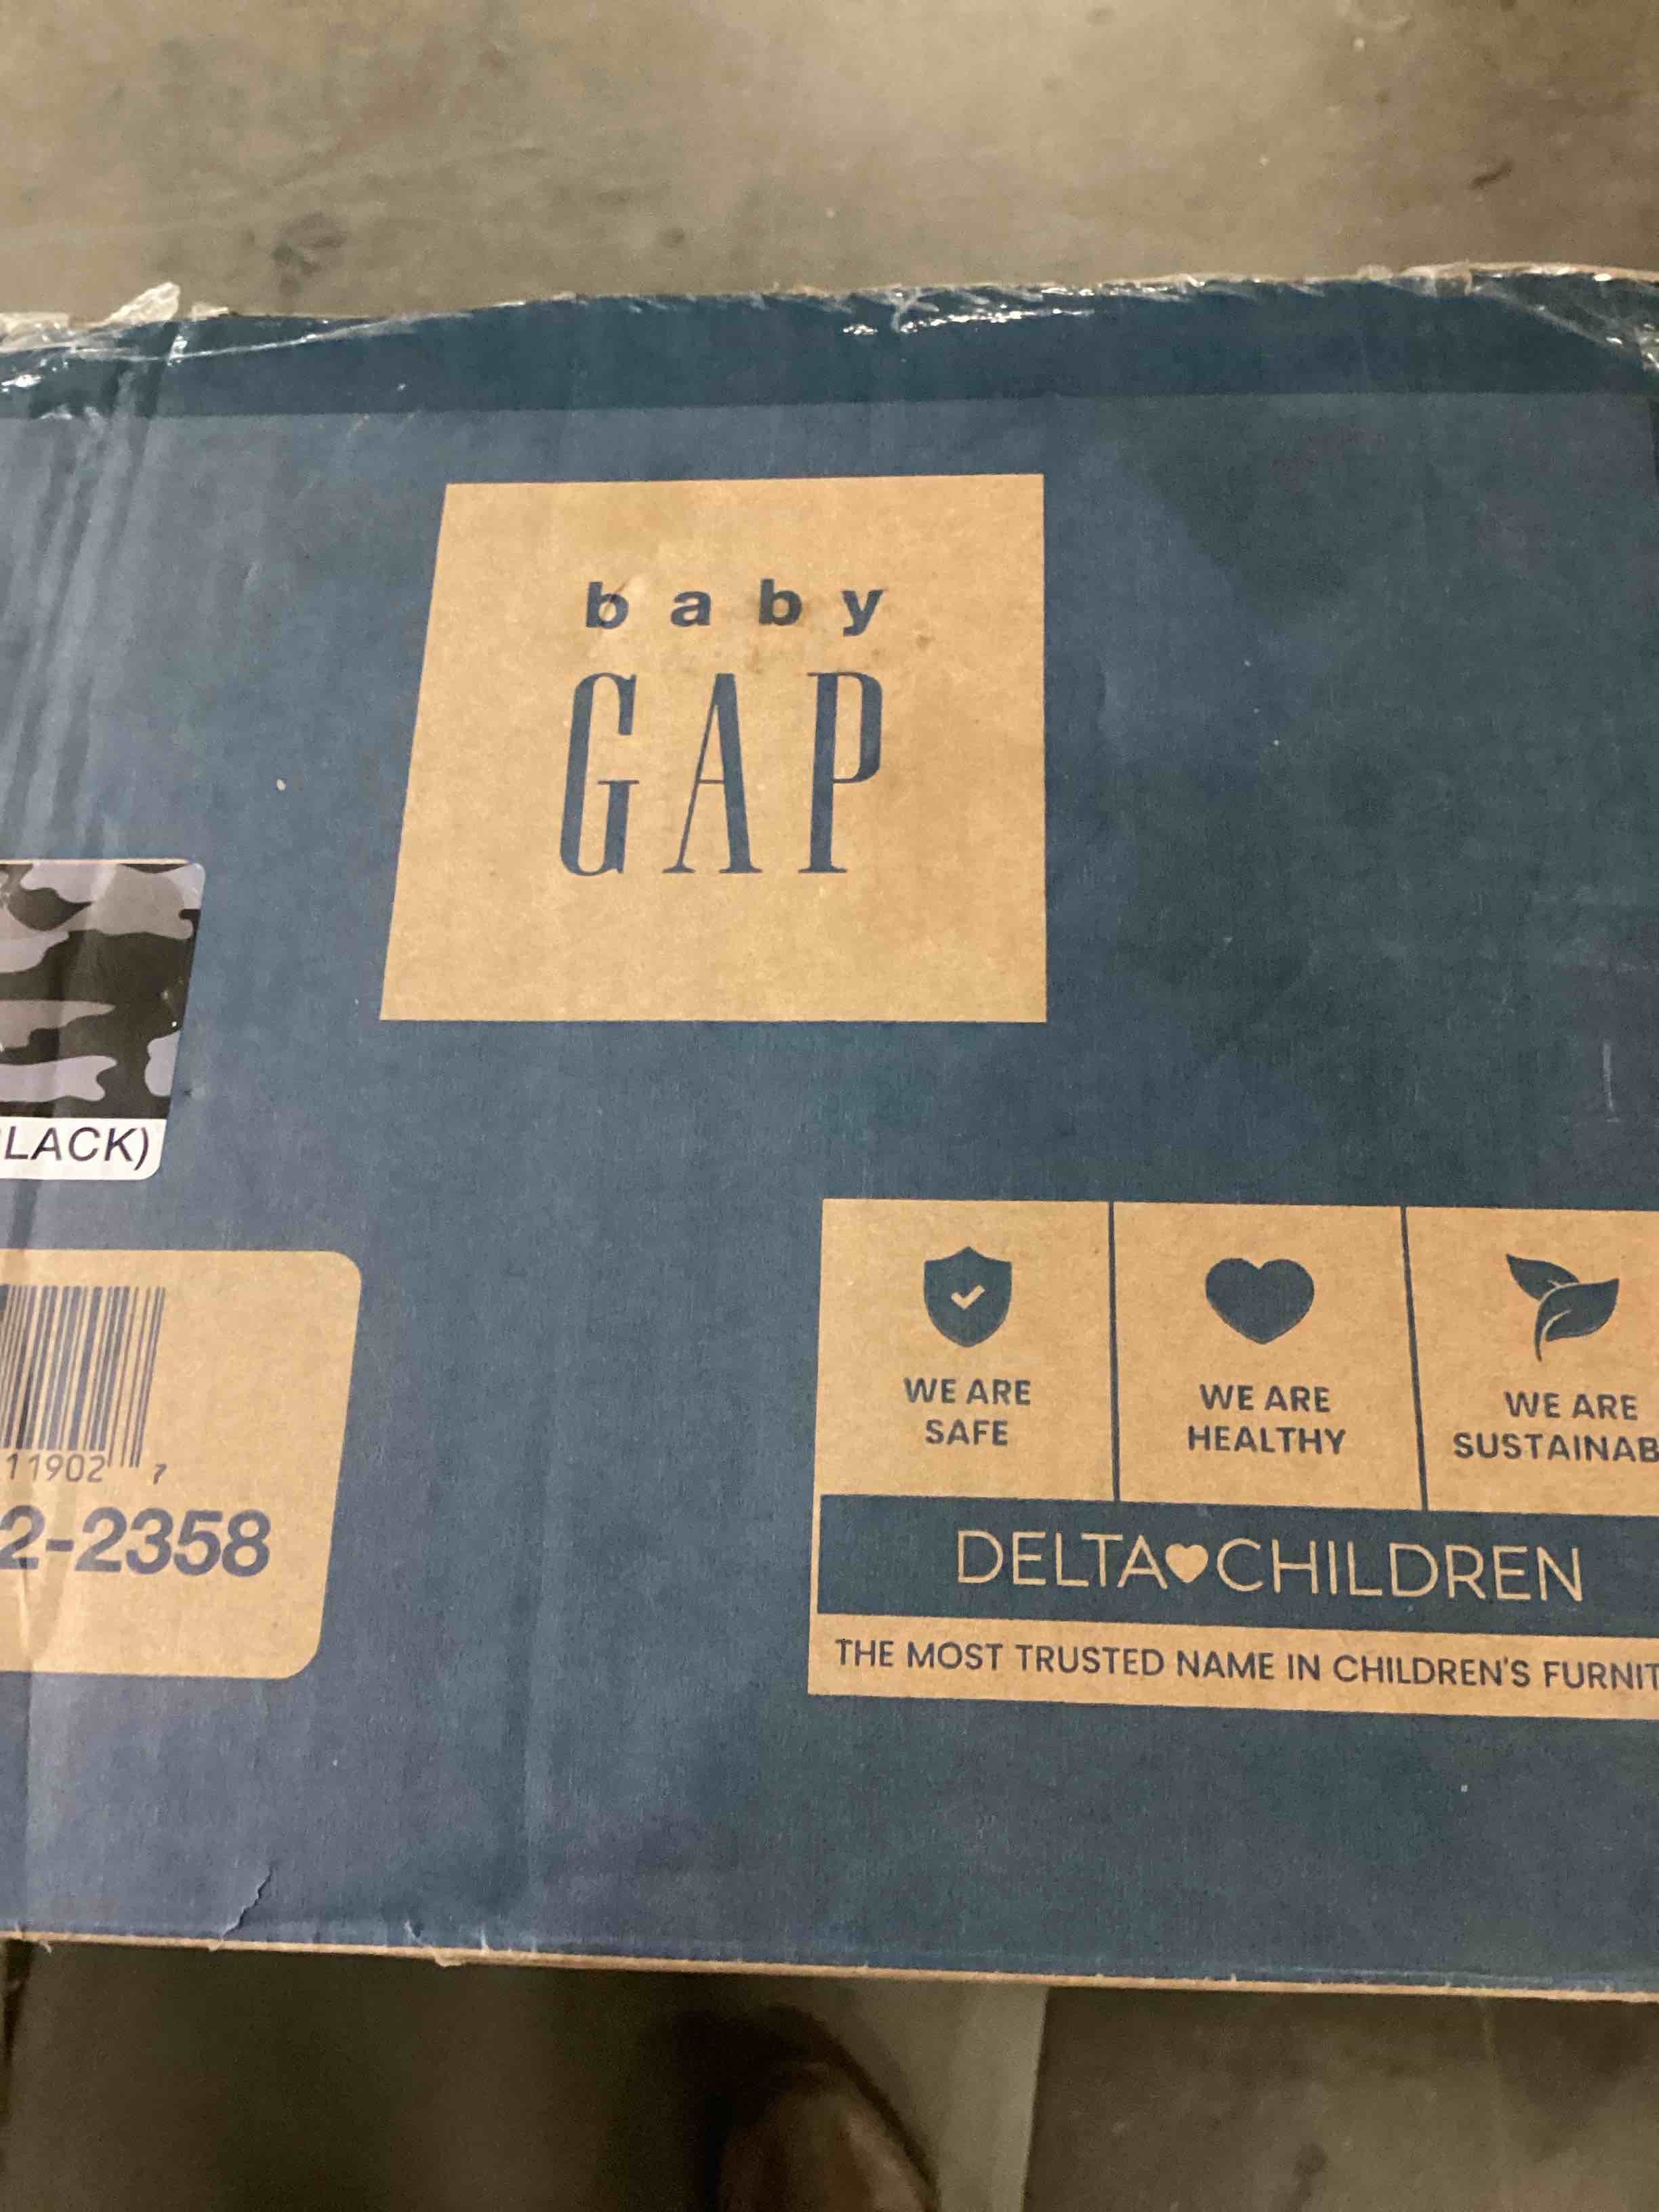 baby
GAP
LACK)
11902 7
2-2358
WE ARE
SAFE
WE ARE
HEALTHY
WE ARE
SUSTAINAB
DELTA CHILDREN
THE MOST TRUSTED NAME IN CHILDREN'S FURNIT